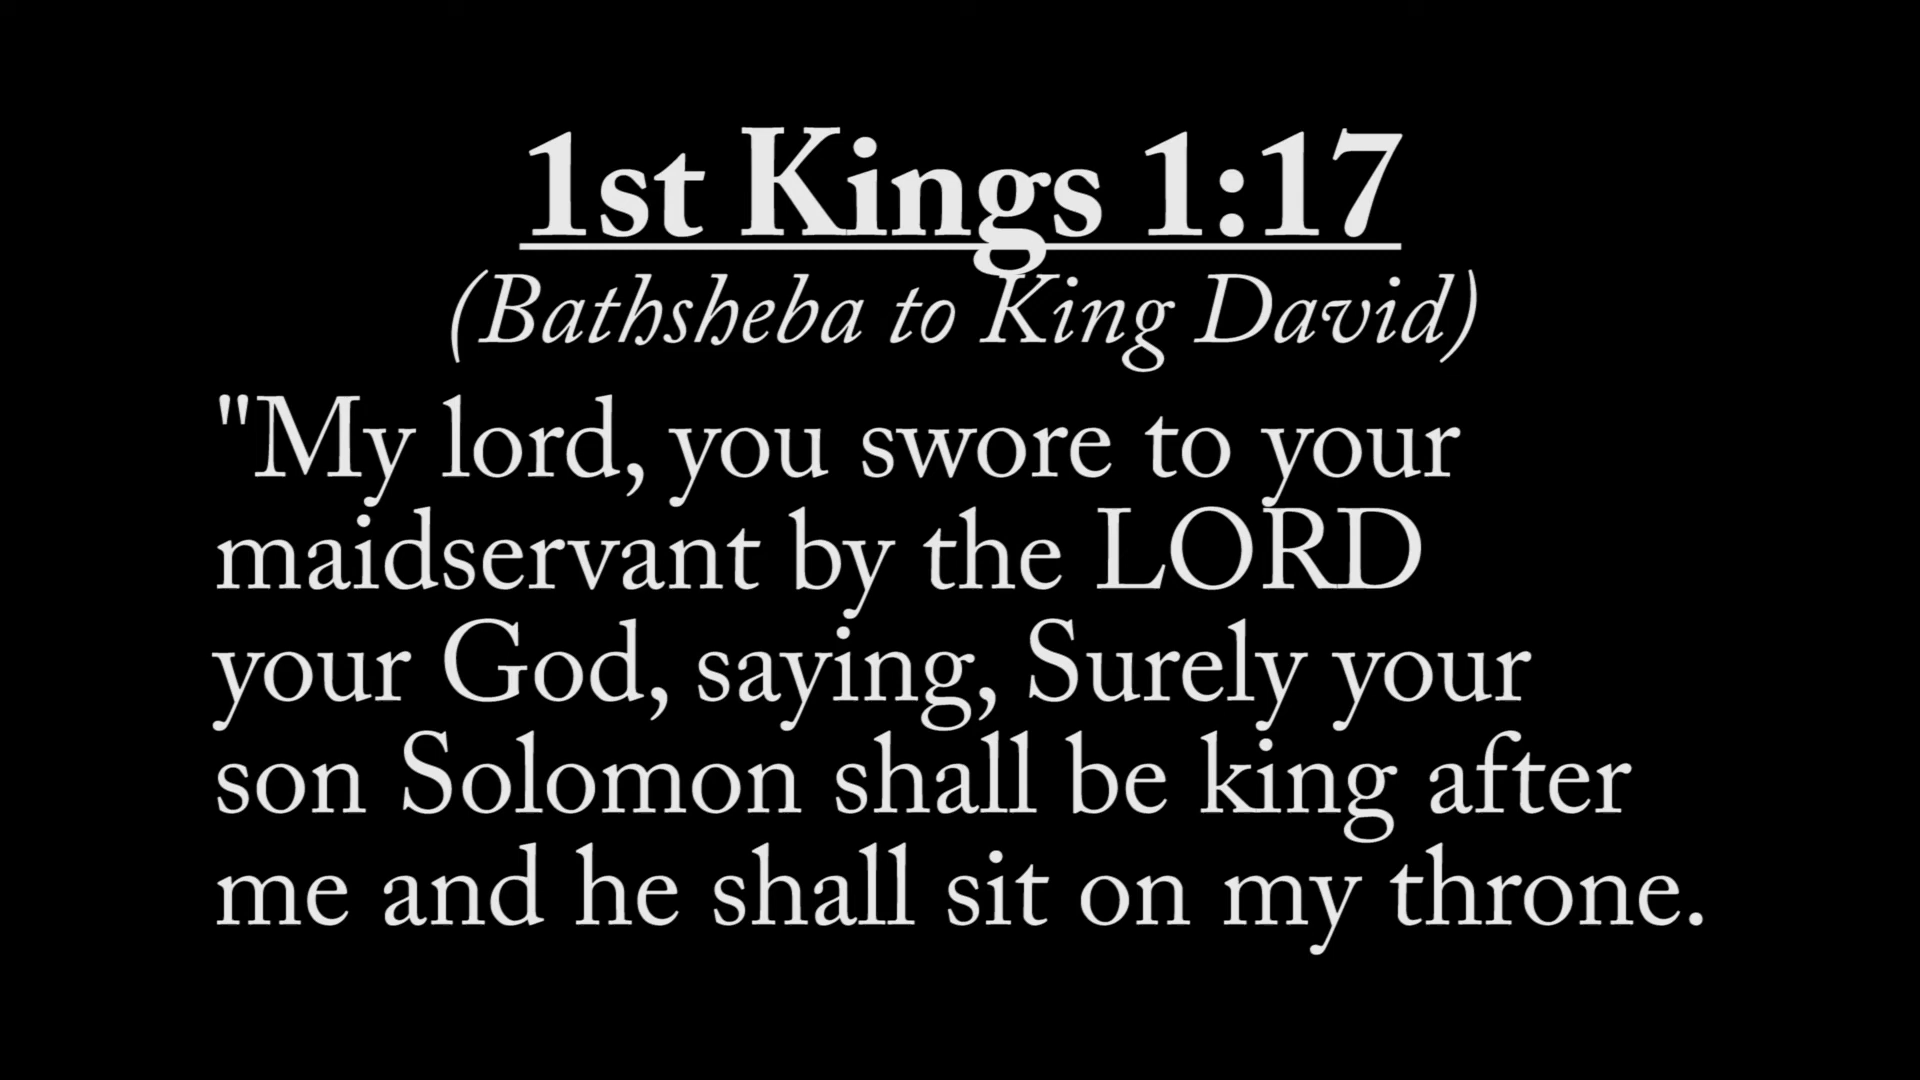 1st Kings 1:17
(Bathsheba to King David)
"My lord, you swore to your
maidservant by the LORD
your God, saying, Surely your
son Solomon shall be king after
me and he shall sit on my throne.